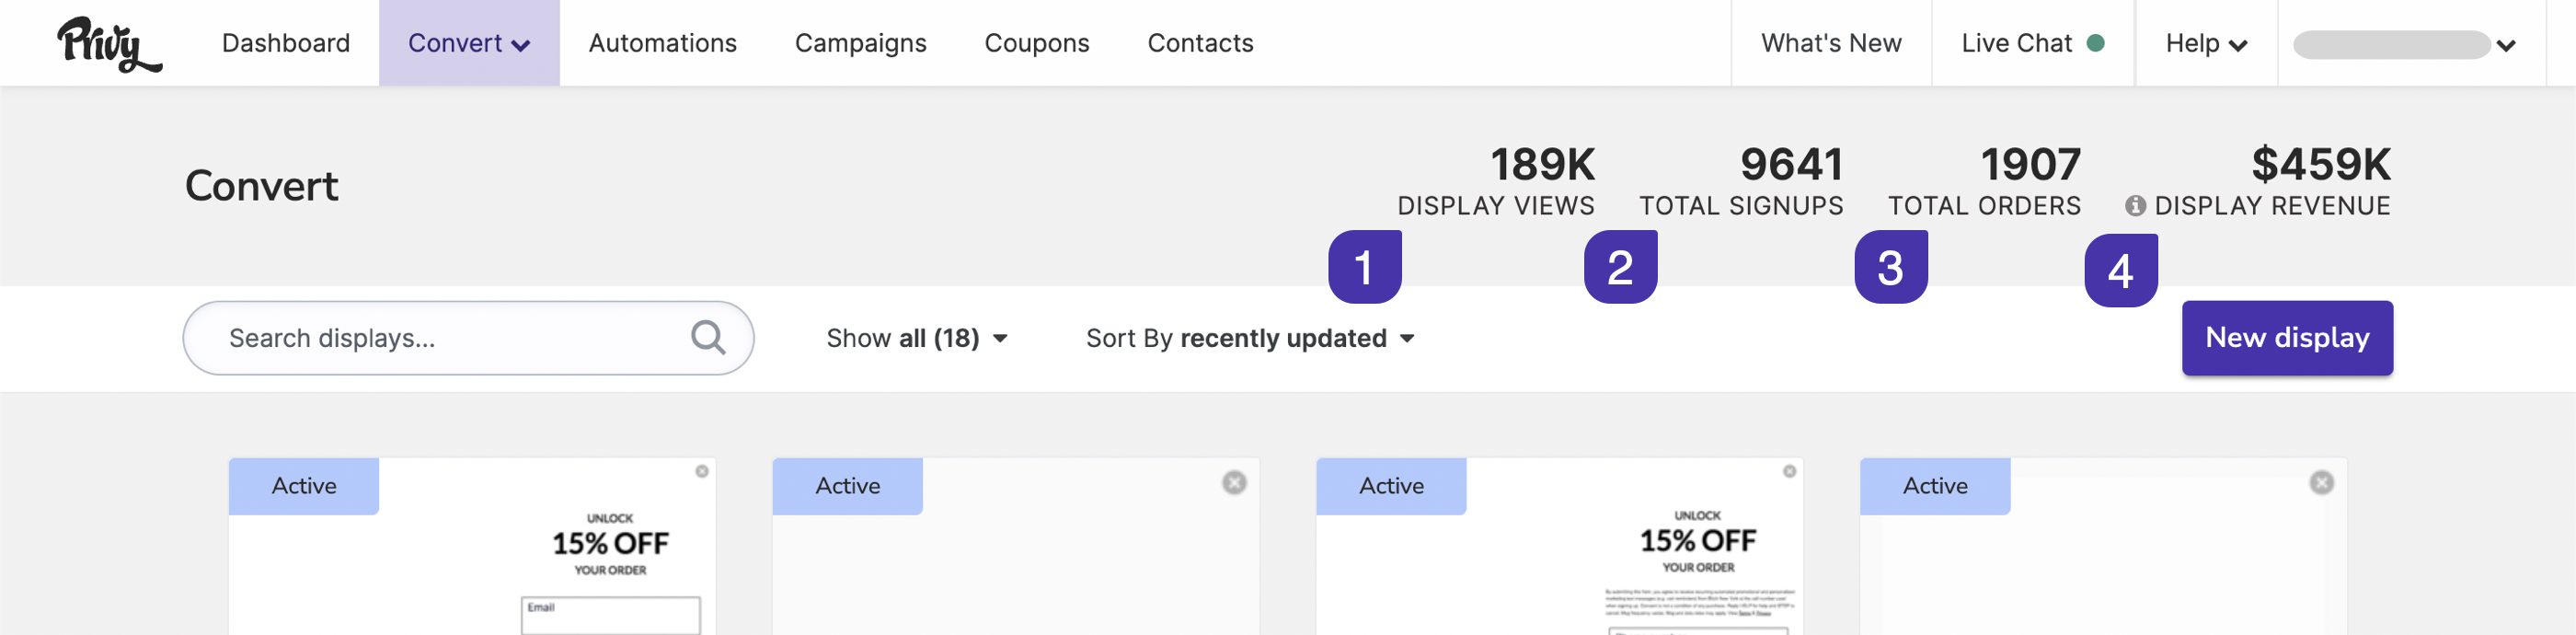 Privy Dashboard Convert Automations Campaigns Coupons Contacts What's New Live Chat Help
Convert
189K 9641 1907 $459K
DISPLAY VIEWS TOTAL SIGNUPS TOTAL ORDERS DISPLAY REVENUE
1 2 3 4
Search displays... Show all (18) Sort By recently updated New display
Active Active Active Active
UNLOCK
15% OFF
YOUR ORDER
Email
UNLOCK
15% OFF
YOUR ORDER